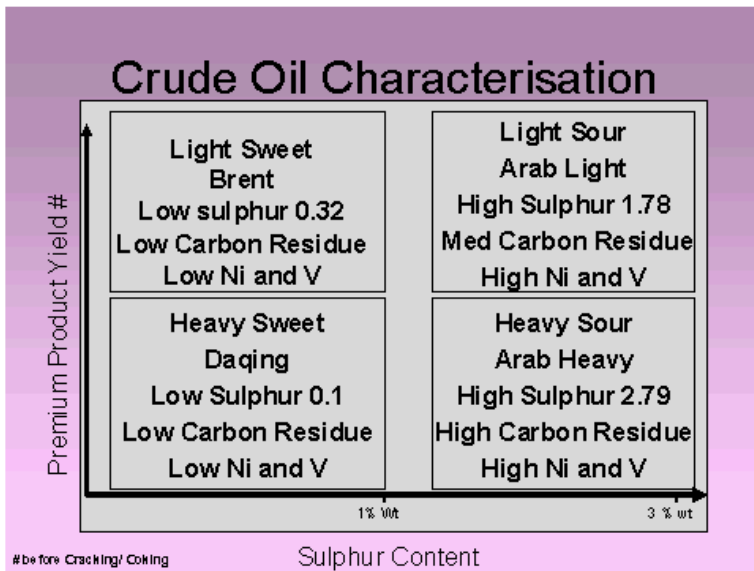 Crude Oil Characterisation
Premium Product Yield #
Light Sweet
Brent
Low sulphur 0.32
Low Carbon Residue
Low Ni and V
Light Sour
Arab Light
High Sulphur 1.78
Med Carbon Residue
High Ni and V
Heavy Sweet
Daqing
Low Sulphur 0.1
Low Carbon Residue
Low Ni and V
Heavy Sour
Arab Heavy
High Sulphur 2.79
High Carbon Residue
High Ni and V
1% Wt
3 % wt
Sulphur Content
#before Cracking/ Coking